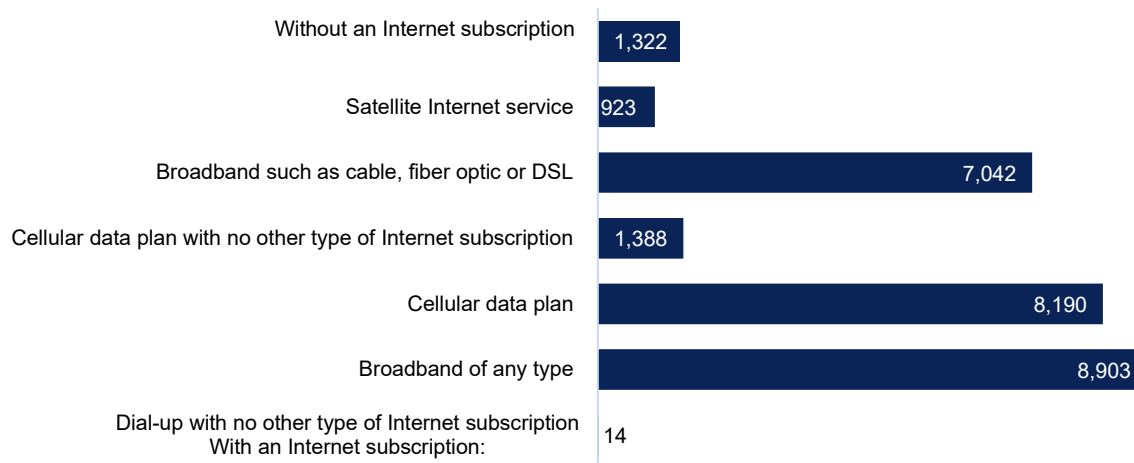 Without an Internet subscription
1,322
Satellite Internet service
923
Broadband such as cable, fiber optic or DSL
7,042
Cellular data plan with no other type of Internet subscription
1,388
Cellular data plan
8,190
Broadband of any type
8,903
Dial-up with no other type of Internet subscription
With an Internet subscription:
14